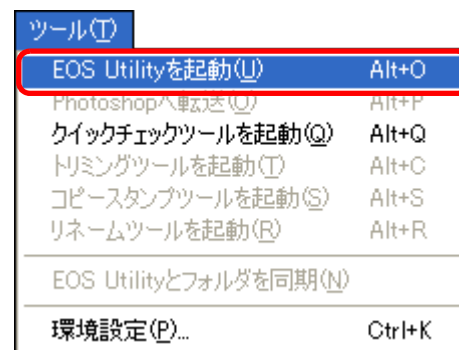 ツール(T)
EOS Utilityを起動(U) Alt+O
Photoshopへ転送(O) Alt+P
クイックチェックツールを起動(Q) Alt+Q
トリミングツールを起動(T) Alt+C
コピースタンプツールを起動(S) Alt+S
リネームツールを起動(R) Alt+R
EOS Utilityとフォルダを同期(N)
環境設定(P)... Ctrl+K